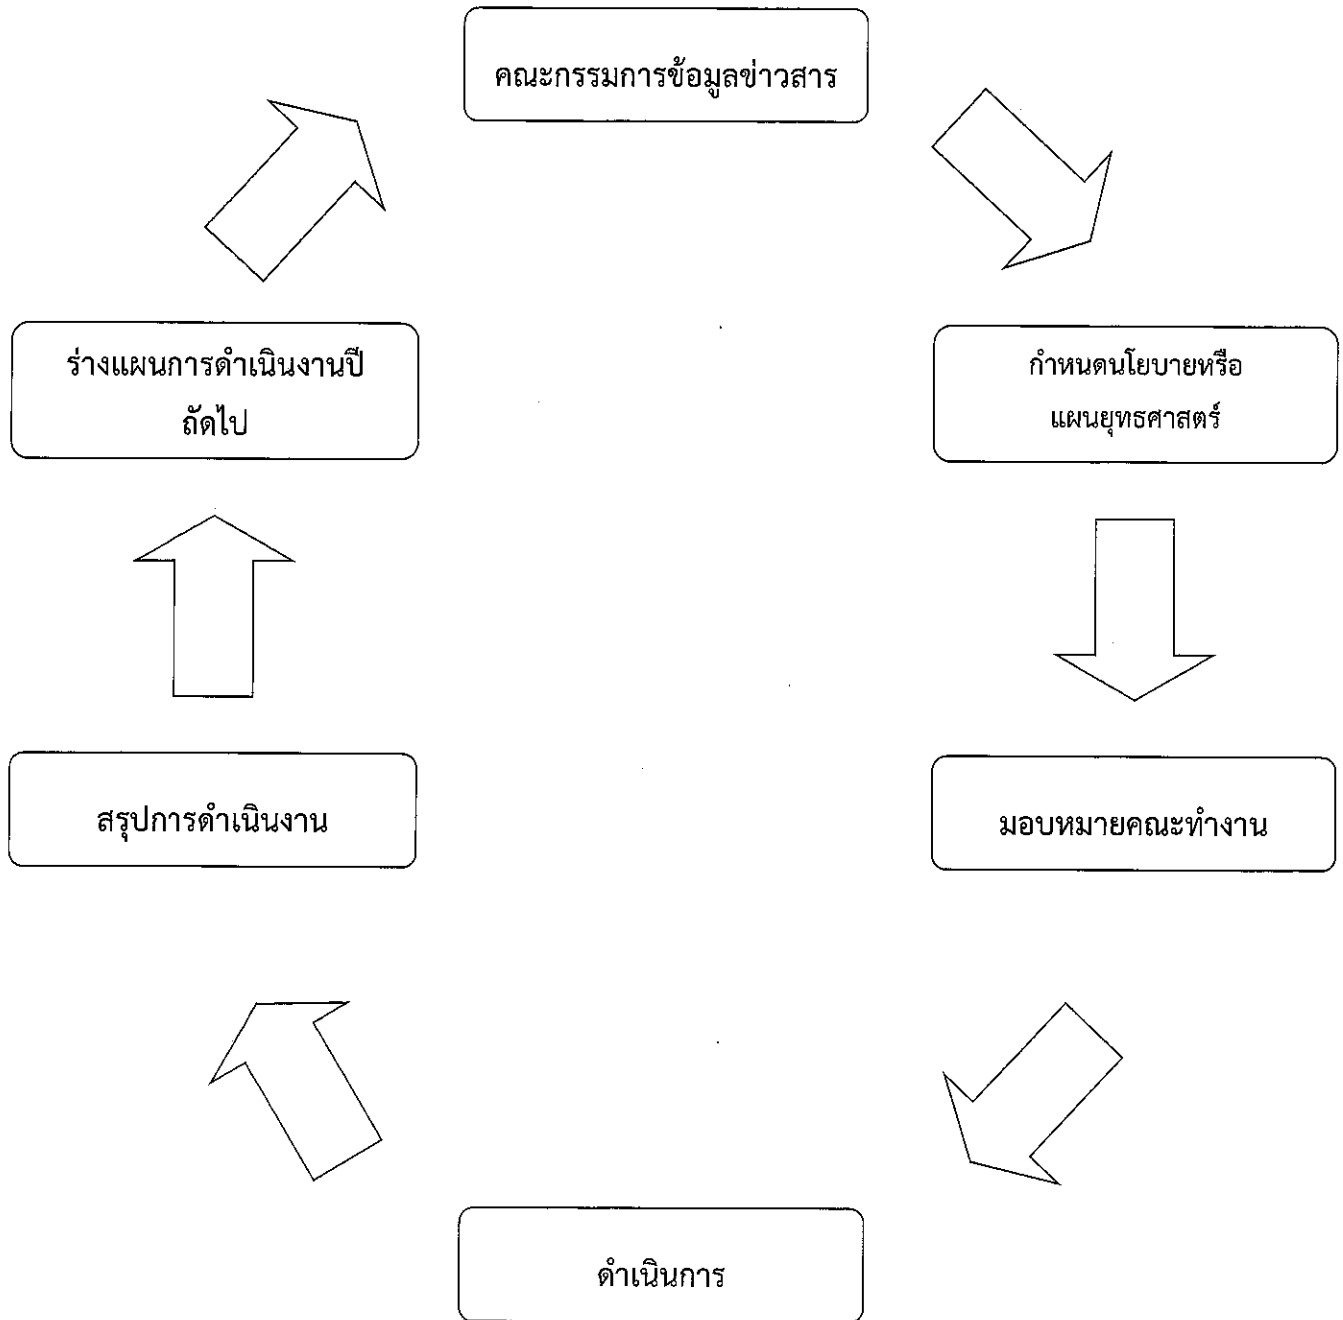 คณะกรรมการข้อมูลข่าวสาร
กำหนดนโยบายหรือ
แผนยุทธศาสตร์
มอบหมายคณะทำงาน
ดำเนินการ
สรุปการดำเนินงาน
ร่างแผนการดำเนินงานปี
ถัดไป